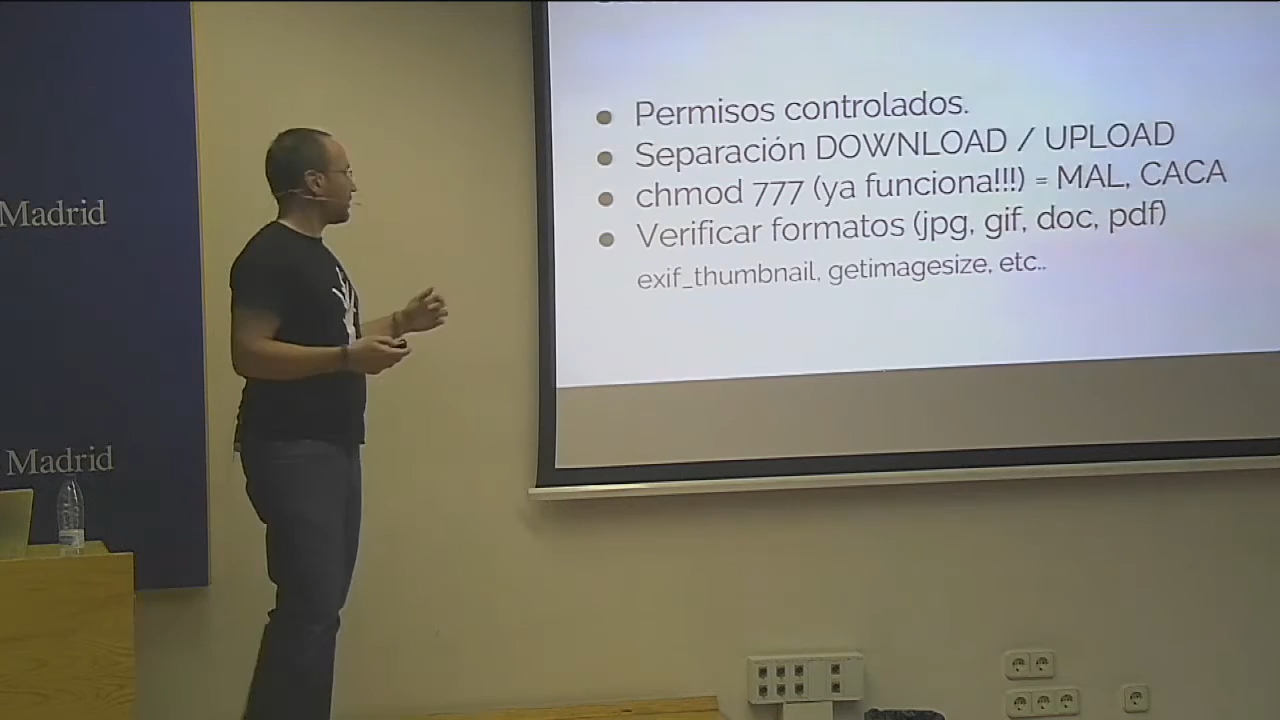 Permisos controlados.
Separación DOWNLOAD / UPLOAD
chmod 777 (ya funciona!!!) = MAL, CACA
Verificar formatos (jpg, gif, doc, pdf)
exif_thumbnail, getimagesize, etc..
Madrid
Madrid